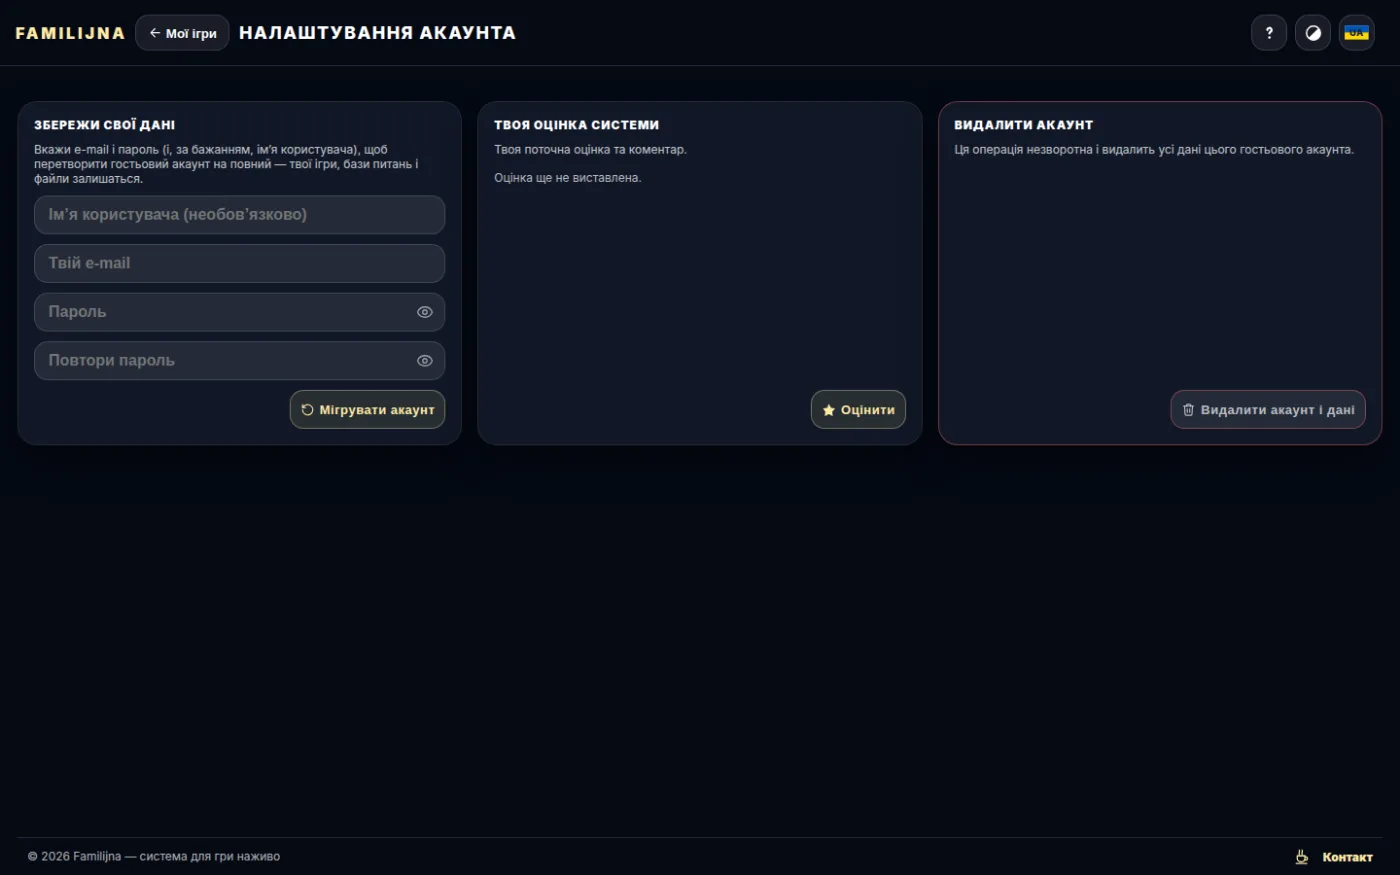 FAMILIJNA
← Мої ігри
НАЛАШТУВАННЯ АКАУНТА
?
UA
ЗБЕРЕЖИ СВОЇ ДАНІ
Вкажи e-mail і пароль (і, за бажанням, ім’я користувача), щоб
перетворити гостьовий акаунт на повний — твої ігри, бази питань і
файли залишаться.
Ім’я користувача (необов’язково)
Твій e-mail
Пароль
Повтори пароль
Мігрувати акаунт
ТВОЯ ОЦІНКА СИСТЕМИ
Твоя поточна оцінка та коментар.
Оцінка ще не виставлена.
Оцінити
ВИДАЛИТИ АКАУНТ
Ця операція незворотна і видалить усі дані цього гостьового акаунта.
Видалити акаунт і дані
© 2026 Familijna — система для гри наживо
Контакт